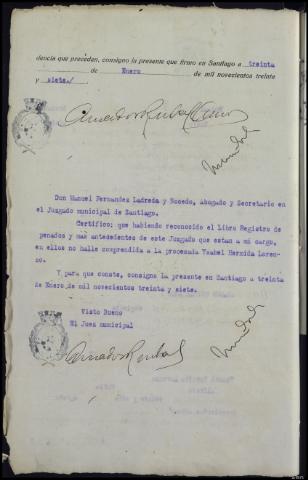 dencia que preceden, consigno la presente que firmo en Santiago a treinta
de Enero de mil novecientos treinta
y siete./
Don Manuel Fernandez Ladreda y Nocedo, Abogado y Secretario en
el Juzgado municipal de Santiago.
Certifico: que habiendo reconocido el Libro Registro de
penados y más antecedentes de este Juzgado que estan a mi cargo,
en ellos no halle comprendida a la procesada Ysabel Hermida Loren-
zo.
Y para que conste, consigno la presente en Santiago a treinta
de Enero de mil novecientos treinta y siete.
Visto Bueno
El Juez municipal